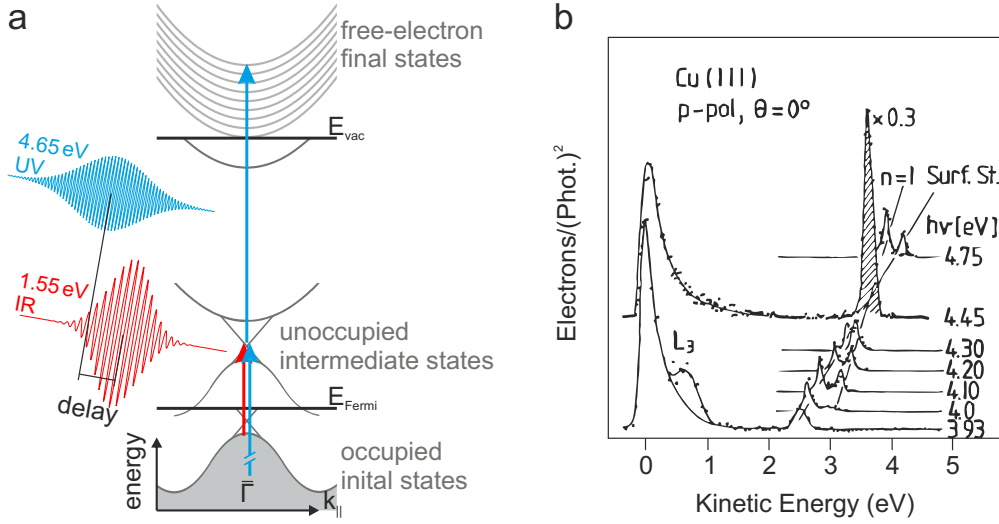 a
free-electron
final states
E_vac
4.65 eV
UV
1.55 eV
IR
delay
unoccupied
intermediate states
E_Fermi
occupied
inital states
energy
Γ̄
k_||
b
Cu (111)
p-pol, θ=0°
×0.3
n=1 Surf. St.
hν[eV]
4.75
4.45
L₃
4.30
4.20
4.10
4.0
3.93
Electrons/(Phot.)²
0 1 2 3 4 5
Kinetic Energy (eV)